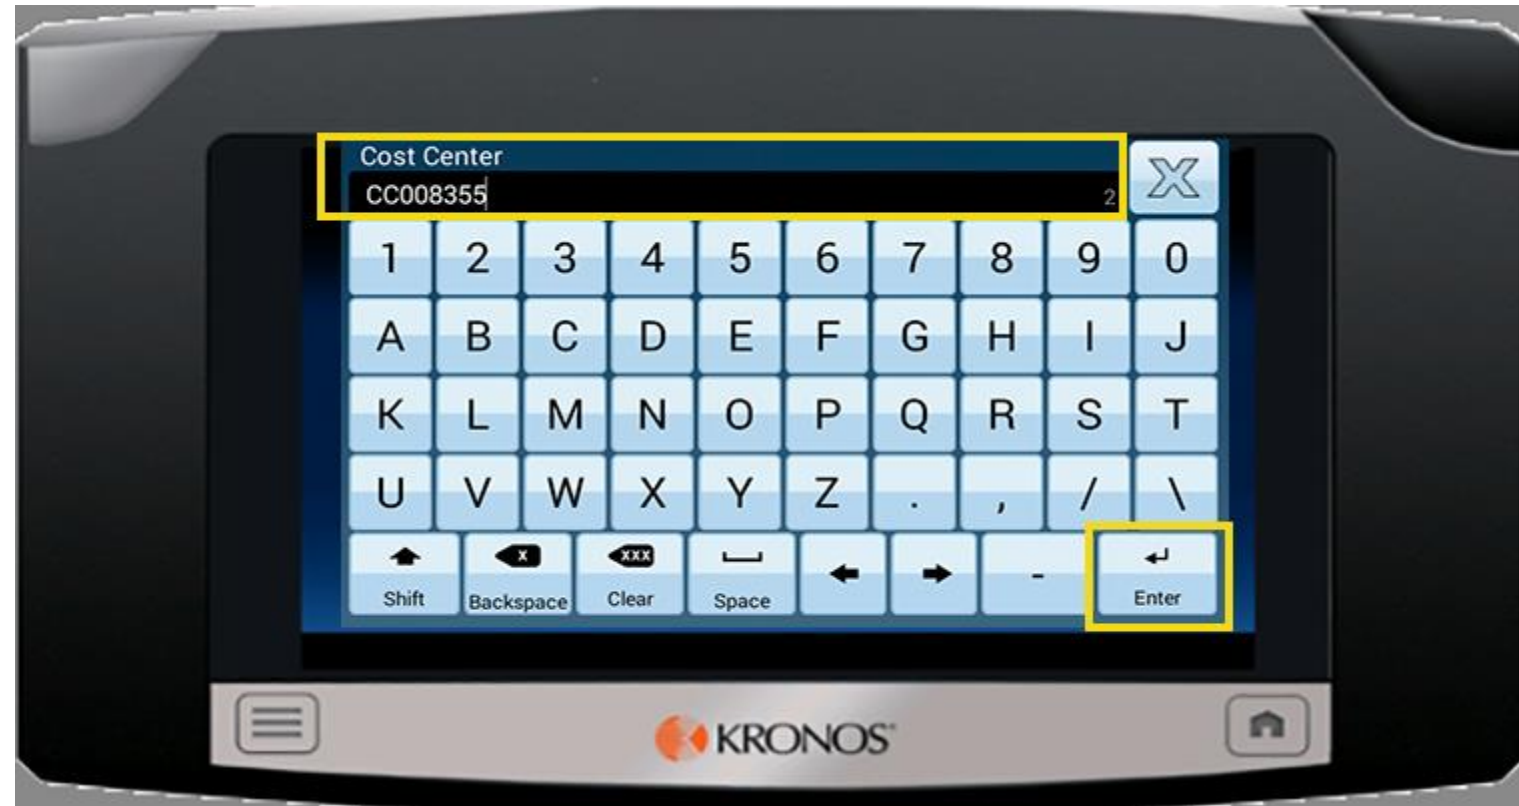 Cost Center
CC008355
2
X
1 2 3 4 5 6 7 8 9 0
A B C D E F G H I J
K L M N O P Q R S T
U V W X Y Z . , / \
x xxx -
Shift Backspace Clear Space Enter
KRONOS